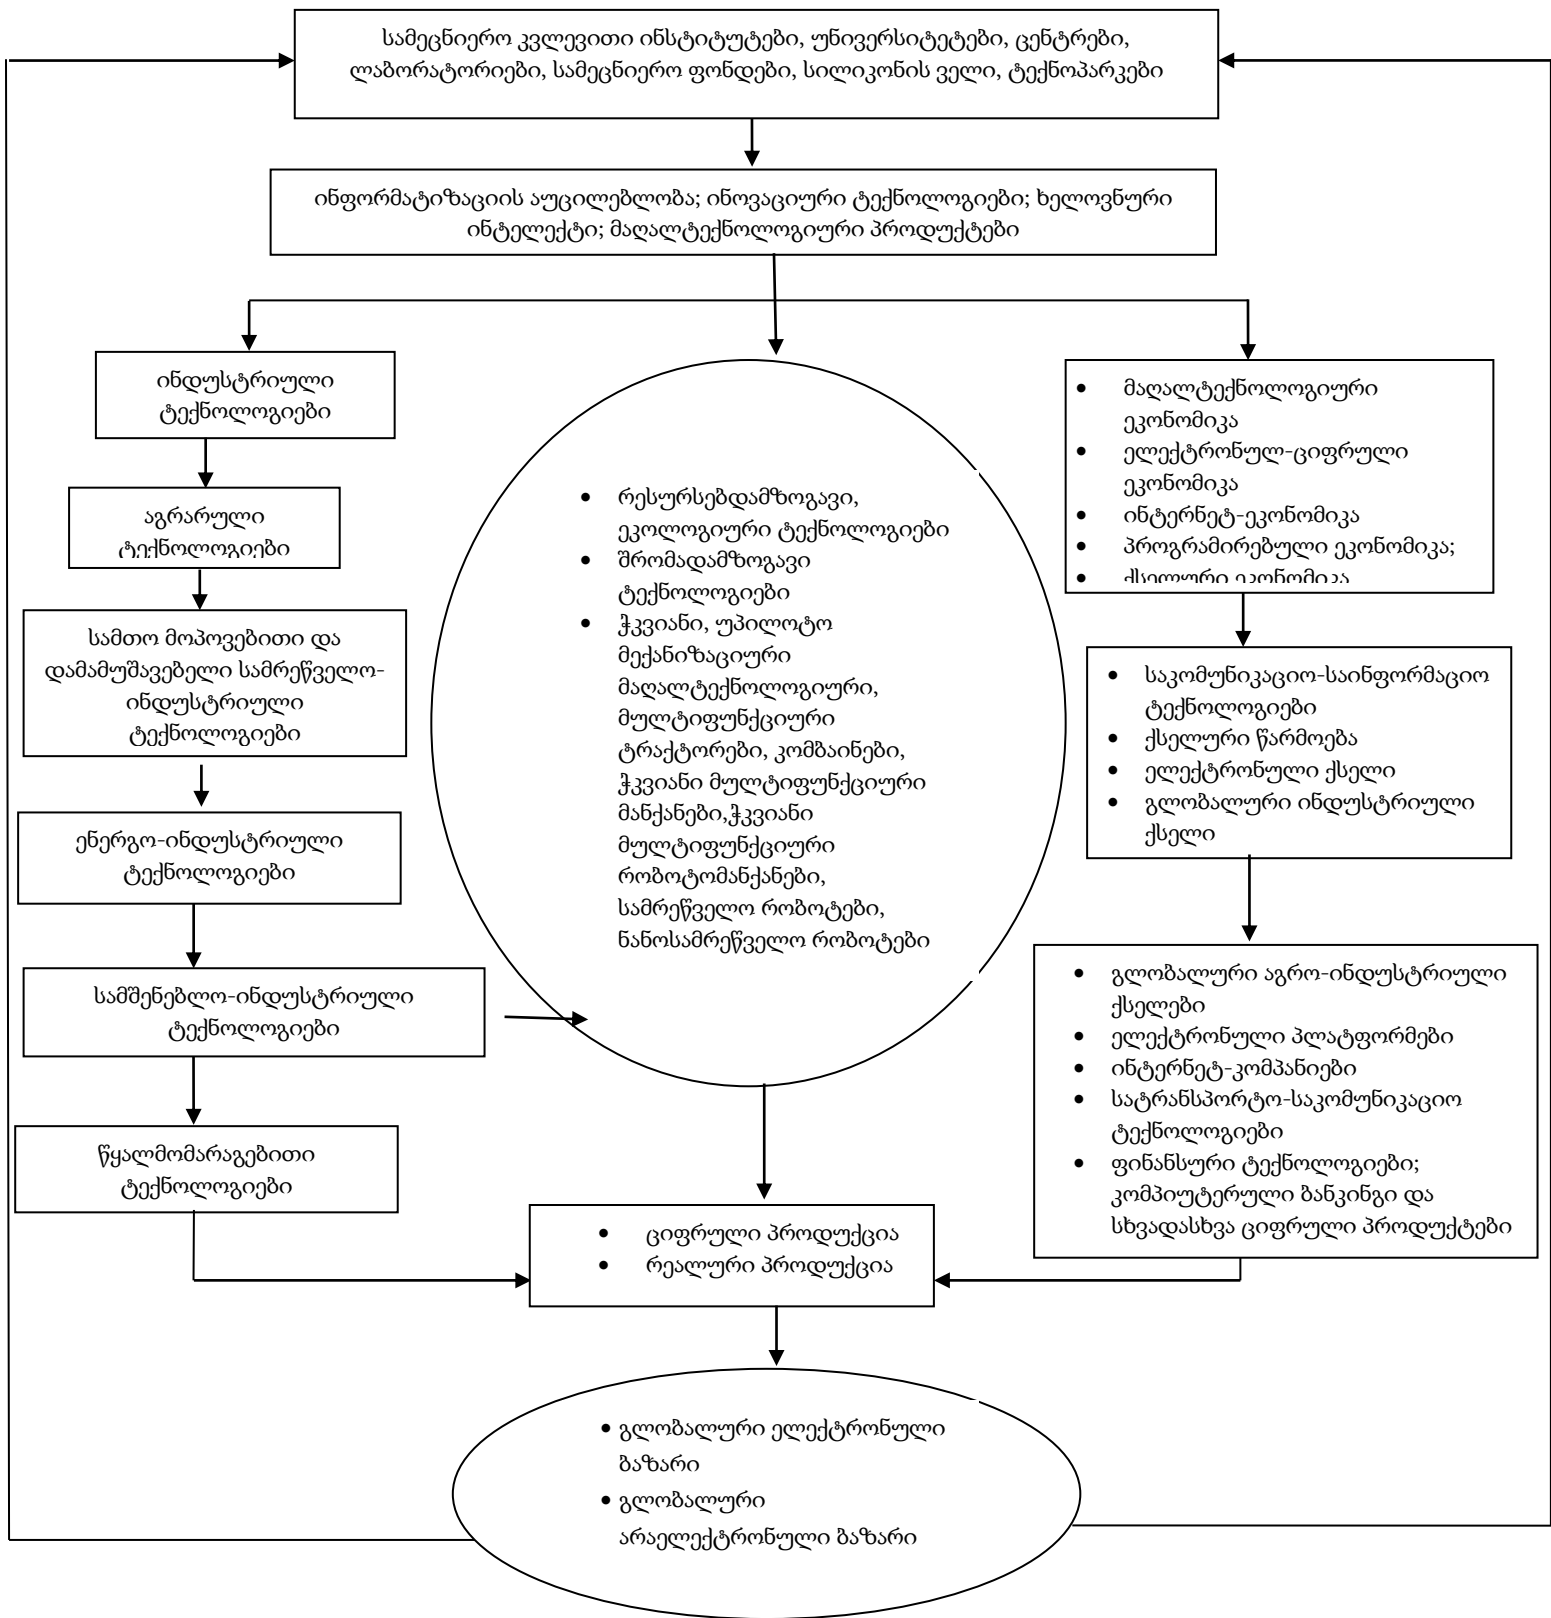 სამეცნიერო კვლევითი ინსტიტუტები, უნივერსიტეტები, ცენტრები,
ლაბორატორიები, სამეცნიერო ფონდები, სილიკონის ველი, ტექნოპარკები
ინფორმატიზაციის აუცილებლობა; ინოვაციური ტექნოლოგიები; ხელოვნური
ინტელექტი; მაღალტექნოლოგიური პროდუქტები
ინდუსტრიული
ტექნოლოგიები
აგრარული
ტექნოლოგიები
სამთო მოპოვებითი და
დამამუშავებელი სამრეწველო-
ინდუსტრიული
ტექნოლოგიები
ენერგო-ინდუსტრიული
ტექნოლოგიები
სამშენებლო-ინდუსტრიული
ტექნოლოგიები
წყალმომარაგებითი
ტექნოლოგიები
• რესურსებდამზოგავი,
ეკოლოგიური ტექნოლოგიები
• შრომადამზოგავი
ტექნოლოგიები
• ჭკვიანი, უპილოტო
მექანიზაციური
მაღალტექნოლოგიური,
მულტიფუნქციური
ტრაქტორები, კომბაინები,
ჭკვიანი მულტიფუნქციური
მანქანები,ჭკვიანი
მულტიფუნქციური
რობოტომანქანები,
სამრეწველო რობოტები,
ნანოსამრეწველო რობოტები
• მაღალტექნოლოგიური
ეკონომიკა
• ელექტრონულ-ციფრული
ეკონომიკა
• ინტერნეტ-ეკონომიკა
• პროგრამირებული ეკონომიკა;
• ქსელური ეკონომიკა
• საკომუნიკაციო-საინფორმაციო
ტექნოლოგიები
• ქსელური წარმოება
• ელექტრონული ქსელი
• გლობალური ინდუსტრიული
ქსელი
• გლობალური აგრო-ინდუსტრიული
ქსელები
• ელექტრონული პლატფორმები
• ინტერნეტ-კომპანიები
• სატრანსპორტო-საკომუნიკაციო
ტექნოლოგიები
• ფინანსური ტექნოლოგიები;
კომპიუტერული ბანკინგი და
სხვადასხვა ციფრული პროდუქტები
• ციფრული პროდუქცია
• რეალური პროდუქცია
• გლობალური ელექტრონული
ბაზარი
• გლობალური
არაელექტრონული ბაზარი